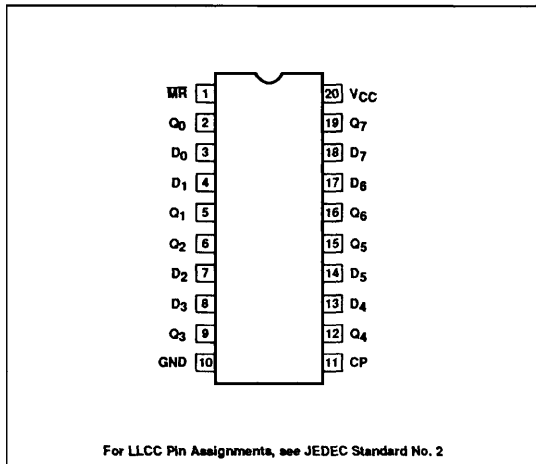 M̅R̅ 1 20 VCC
Q0 2 19 Q7
D0 3 18 D7
D1 4 17 D6
Q1 5 16 Q6
Q2 6 15 Q5
D2 7 14 D5
D3 8 13 D4
Q3 9 12 Q4
GND 10 11 CP
For LLCC Pin Assignments, see JEDEC Standard No. 2